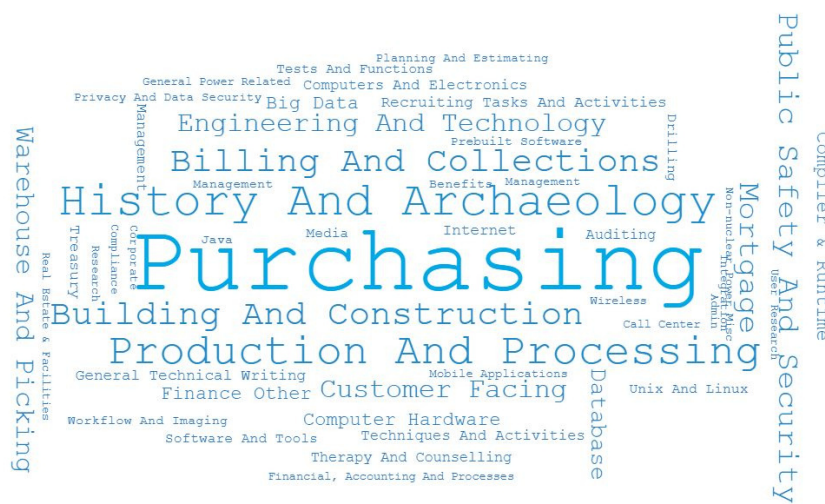 Planning And Estimating
Tests And Functions
General Power Related
Computers And Electronics
Privacy And Data Security
Big Data
Recruiting Tasks And Activities
Management
Engineering And Technology
Drilling
Prebuilt Software
Billing And Collections
Management
Benefits
Management
History And Archaeology
Purchasing
Java
Media
Internet
Auditing
Warehouse And Picking
Real Estate & Facilities
Treasury
Research
Compliance
Corporate
Non-nuclear Power Misc
Integration
Admin
Mortgage
User Research
Public Safety And Security
Compiler & Runtime
Wireless
Building And Construction
Call Center
Production And Processing
General Technical Writing
Mobile Applications
Finance Other
Customer Facing
Database
Unix And Linux
Workflow And Imaging
Computer Hardware
Software And Tools
Techniques And Activities
Therapy And Counselling
Financial, Accounting And Processes